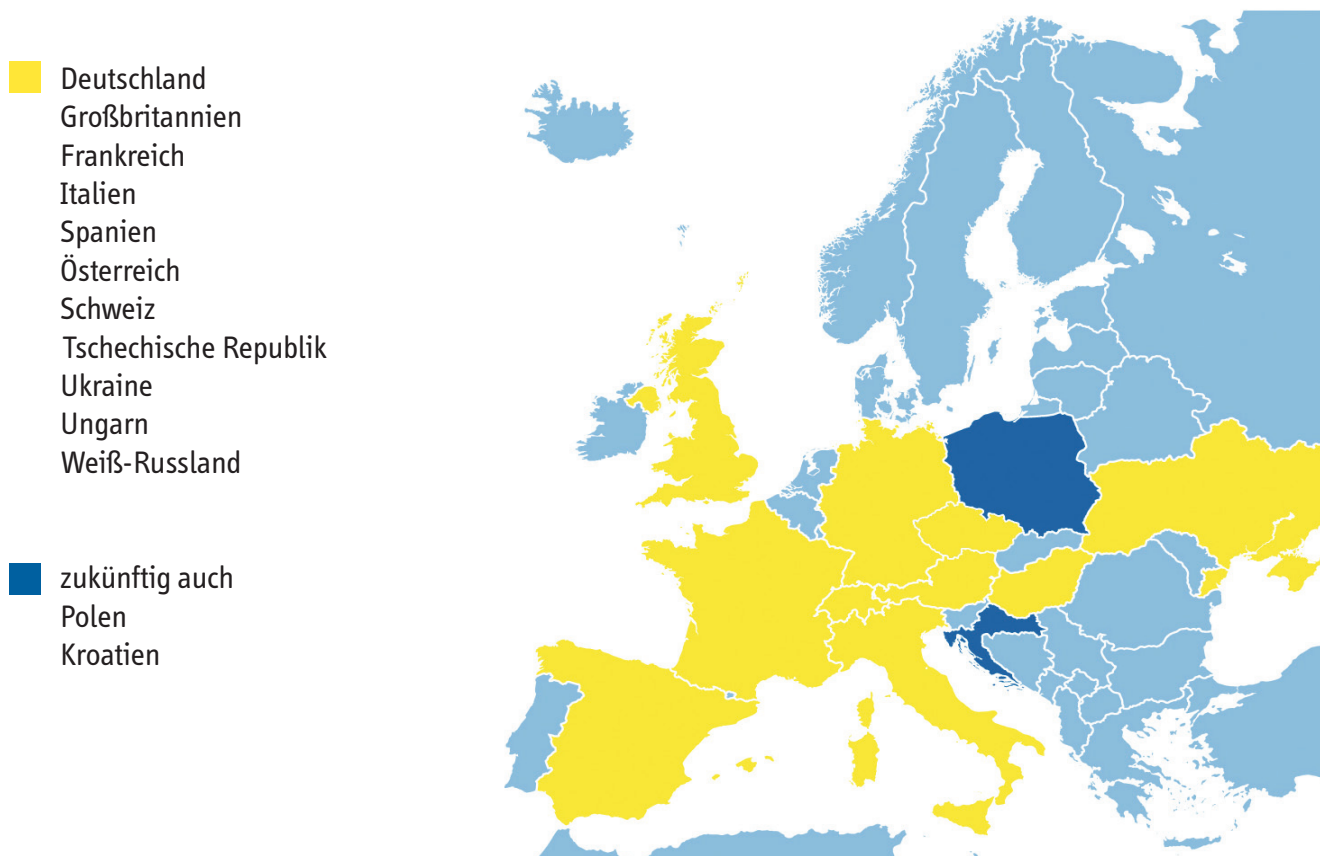 Deutschland
Großbritannien
Frankreich
Italien
Spanien
Österreich
Schweiz
Tschechische Republik
Ukraine
Ungarn
Weiß-Russland
zukünftig auch
Polen
Kroatien